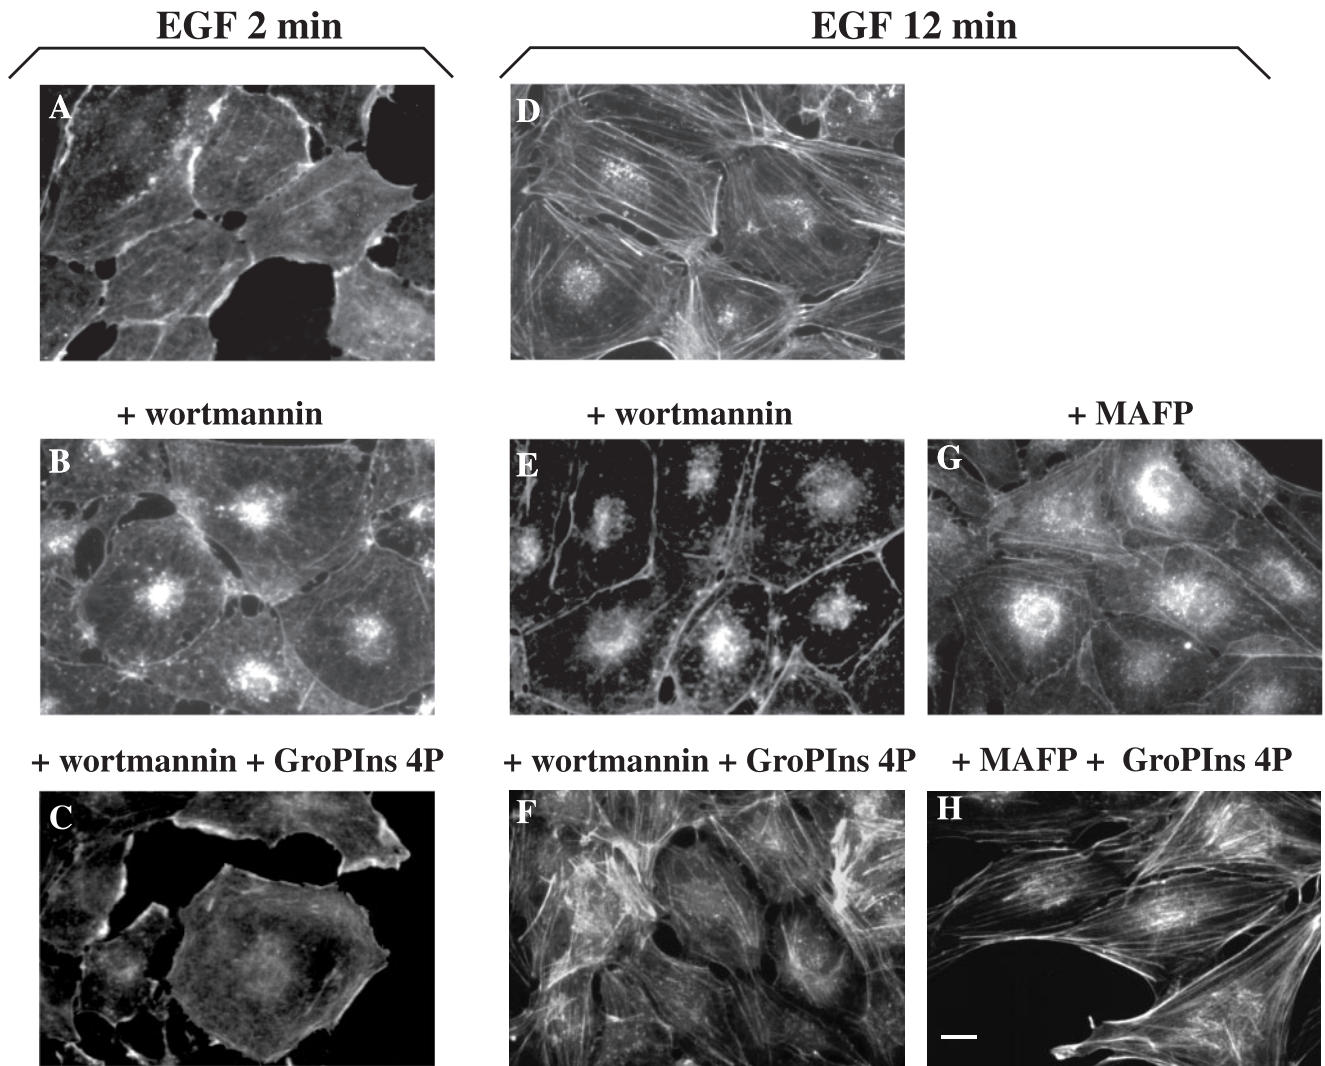 EGF 2 min
EGF 12 min
A
D
+ wortmannin
+ wortmannin
+ MAFP
B
E
G
+ wortmannin + GroPIns 4P
+ wortmannin + GroPIns 4P
+ MAFP + GroPIns 4P
C
F
H